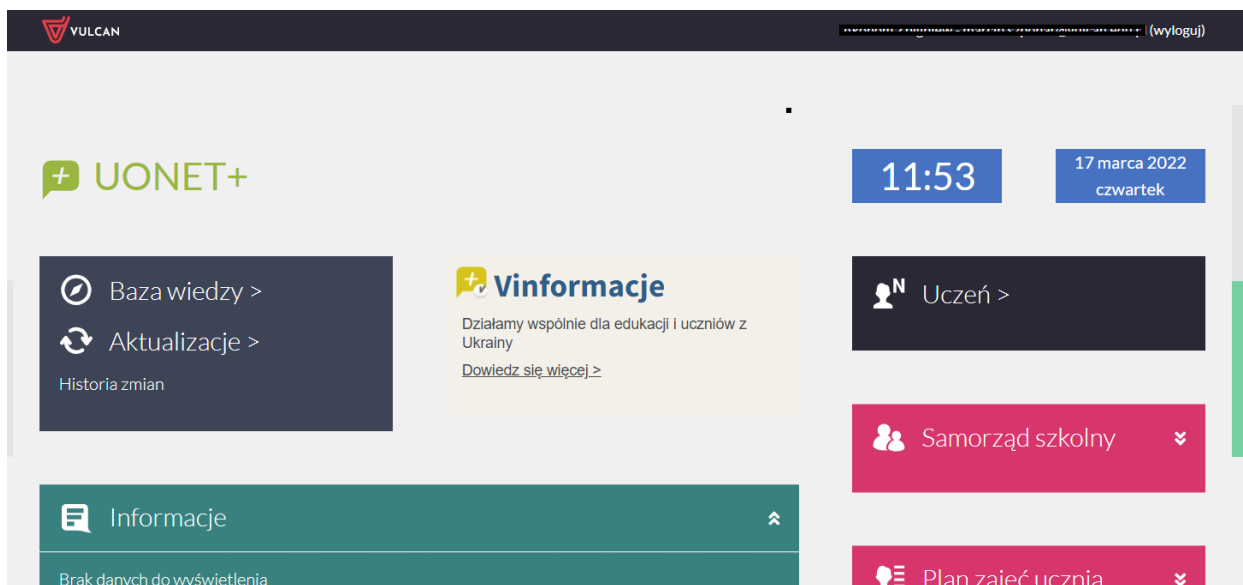 VULCAN
(wyloguj)
UONET+
11:53
17 marca 2022
czwartek
Baza wiedzy >
Aktualizacje >
Historia zmian
Vinformacje
Działamy wspólnie dla edukacji i uczniów z
Ukrainy
Dowiedz się więcej >
N Uczeń >
Samorząd szkolny
Informacje
Brak danych do wyświetlenia
Plan zajęć ucznia